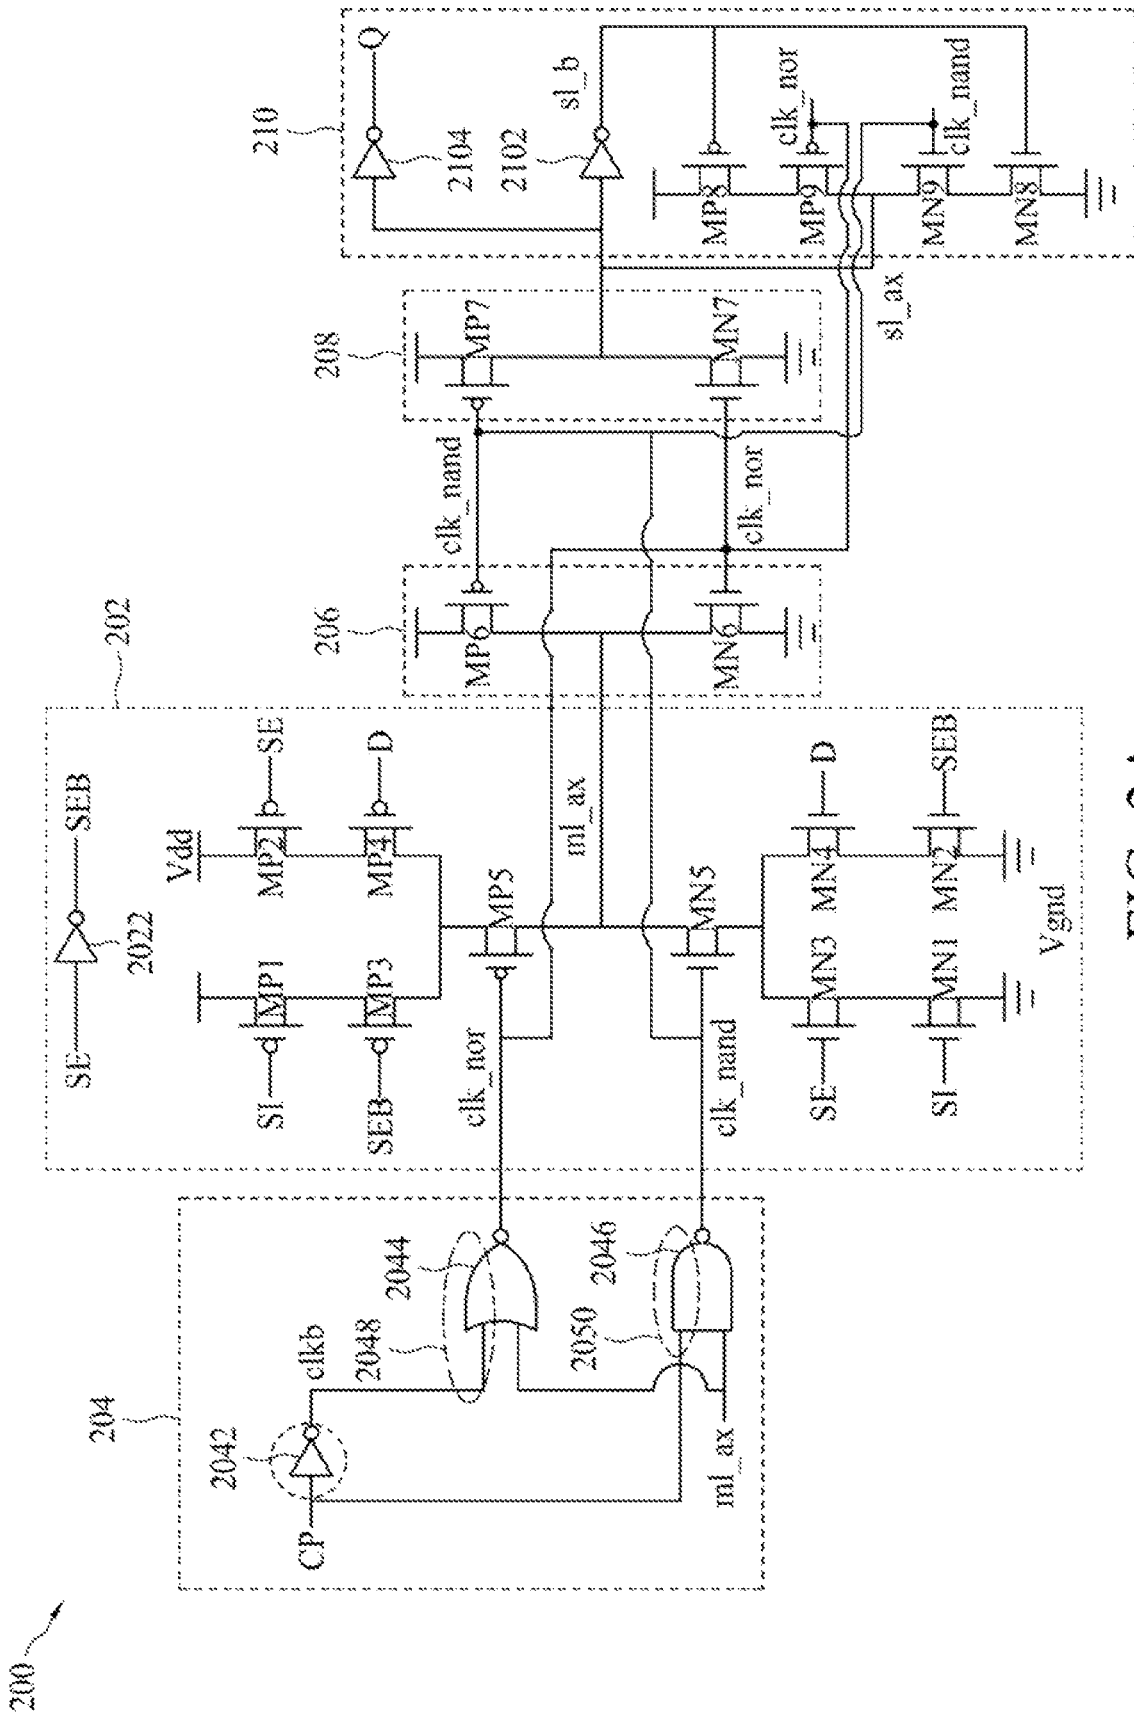 200
204
CP
2042
clkb
2048
2044
2050
2046
ml_ax
202
SE
2022
SEB
Vdd
SI
MP1
MP2
SE
SEB
MP3
MP4
D
clk_nor
MP5
ml_ax
clk_nand
MN5
SE
MN3
MN4
D
SI
MN1
MN2
SEB
Vgnd
206
MP6
MN6
clk_nand
clk_nor
208
MP7
MN7
sl_ax
210
Q
2104
2102
sl_b
MP8
MP9
clk_nor
MN9
clk_nand
MN8